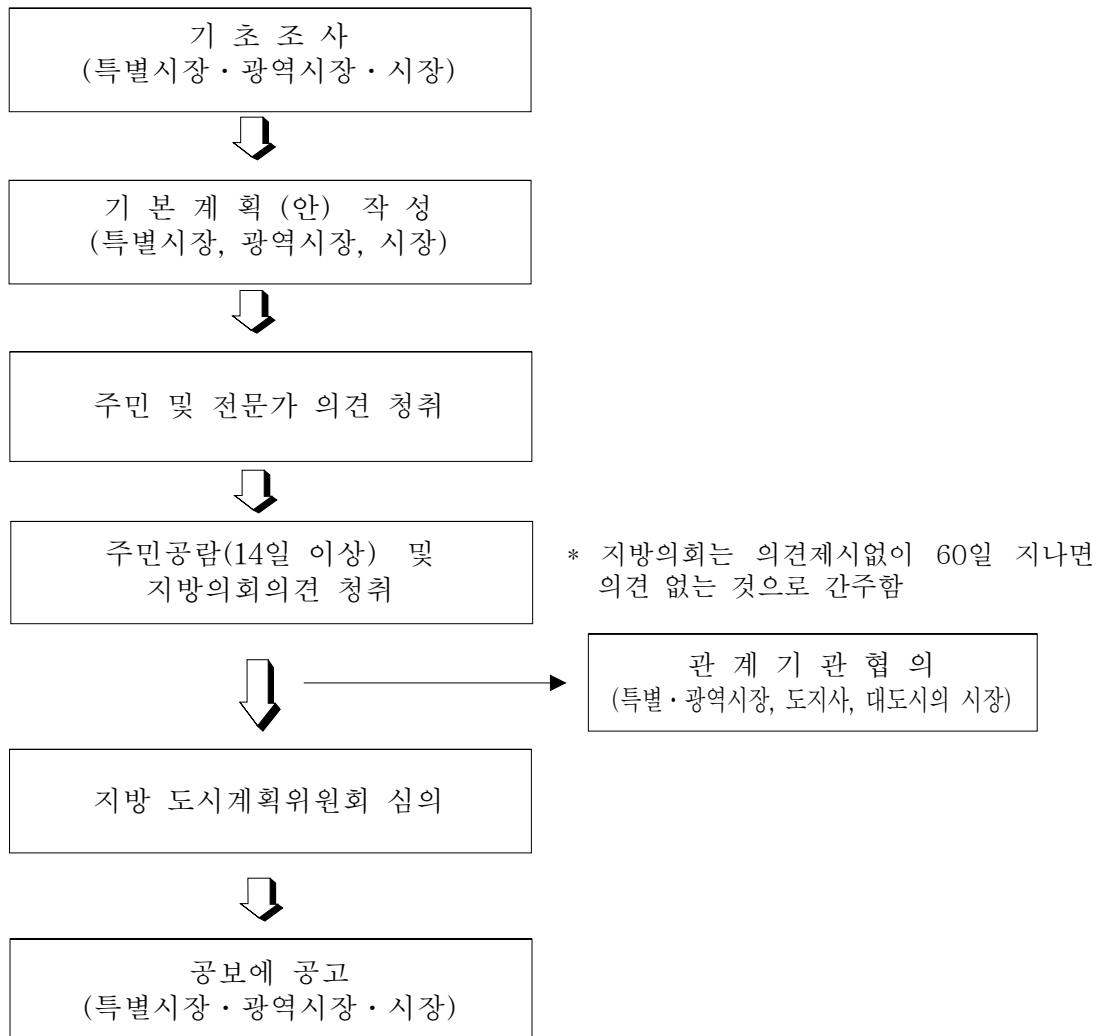 기 초 조 사
(특별시장・광역시장・시장)
기 본 계 획 (안) 작 성
(특별시장, 광역시장, 시장)
주민 및 전문가 의견 청취
주민공람(14일 이상) 및
지방의회의견 청취
* 지방의회는 의견제시없이 60일 지나면
의견 없는 것으로 간주함
관 계 기 관 협 의
(특별・광역시장, 도지사, 대도시의 시장)
지방 도시계획위원회 심의
공보에 공고
(특별시장・광역시장・시장)